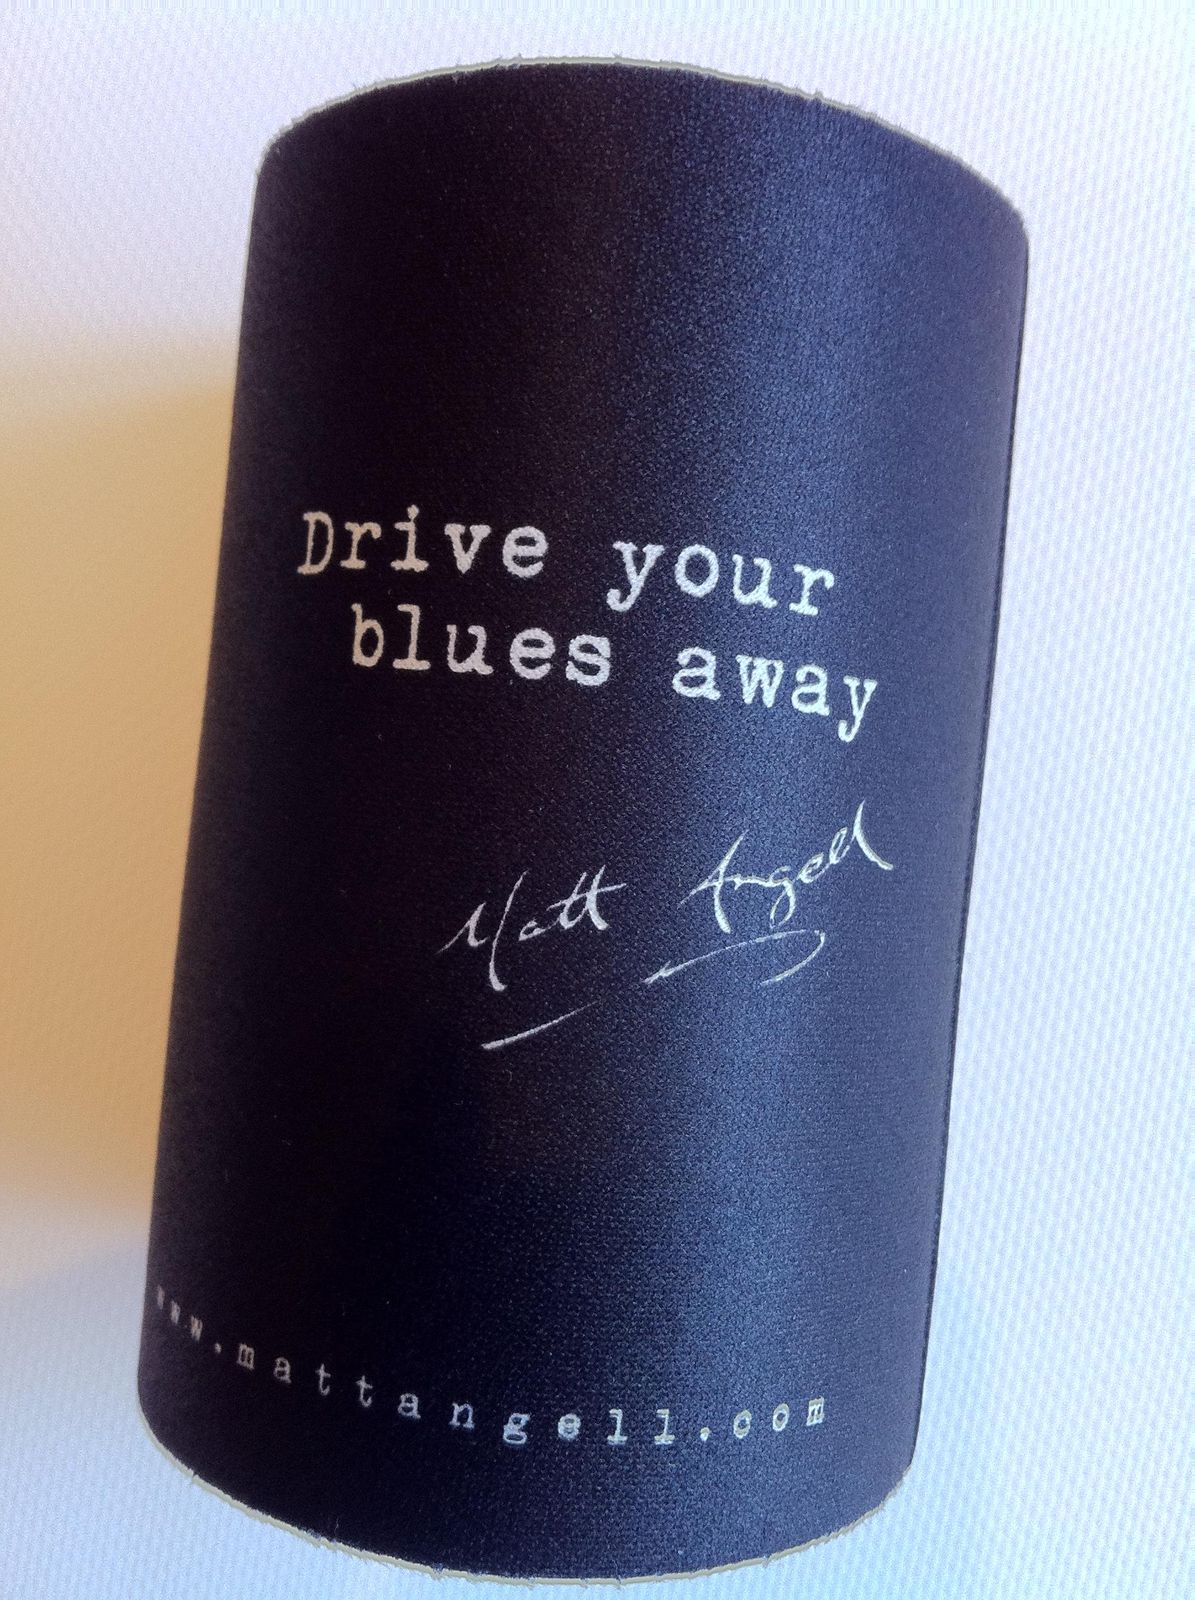 Drive your
blues away
Matt Angell
www.mattangell.com